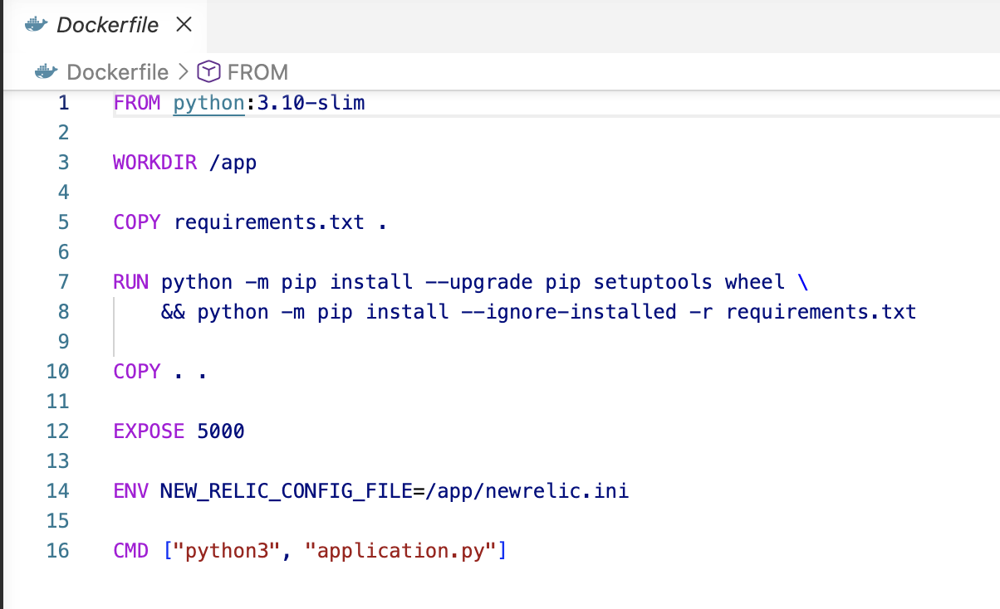 Dockerfile
Dockerfile > FROM
1 FROM python:3.10-slim
2
3 WORKDIR /app
4
5 COPY requirements.txt .
6
7 RUN python -m pip install --upgrade pip setuptools wheel \
8     && python -m pip install --ignore-installed -r requirements.txt
9
10 COPY . .
11
12 EXPOSE 5000
13
14 ENV NEW_RELIC_CONFIG_FILE=/app/newrelic.ini
15
16 CMD ["python3", "application.py"]